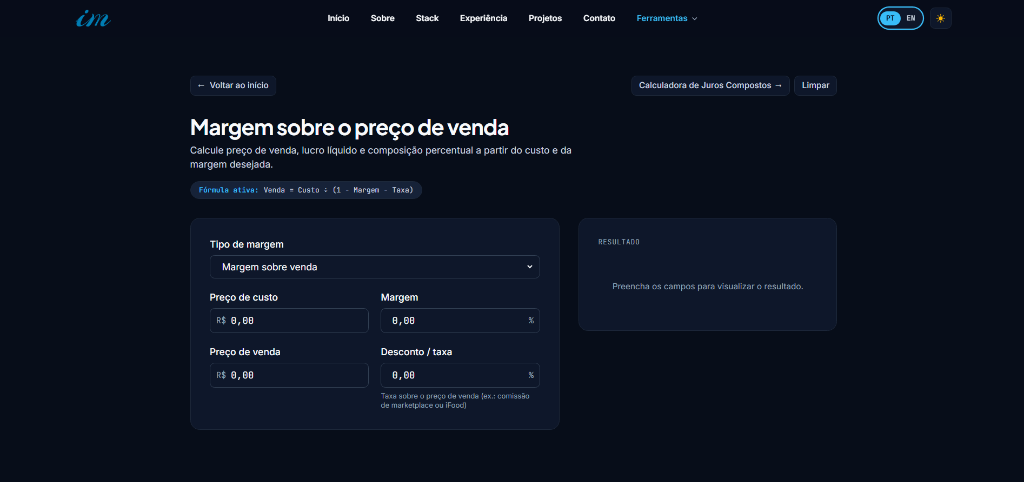 im
Início Sobre Stack Experiência Projetos Contato Ferramentas
PT EN
← Voltar ao início
Calculadora de Juros Compostos →
Limpar
Margem sobre o preço de venda
Calcule preço de venda, lucro líquido e composição percentual a partir do custo e da
margem desejada.
Fórmula ativa: Venda = Custo ÷ (1 - Margem - Taxa)
Tipo de margem
Margem sobre venda
Preço de custo
R$ 0,00
Margem
0,00 %
Preço de venda
R$ 0,00
Desconto / taxa
0,00 %
Taxa sobre o preço de venda (ex.: comissão
de marketplace ou iFood)
RESULTADO
Preencha os campos para visualizar o resultado.